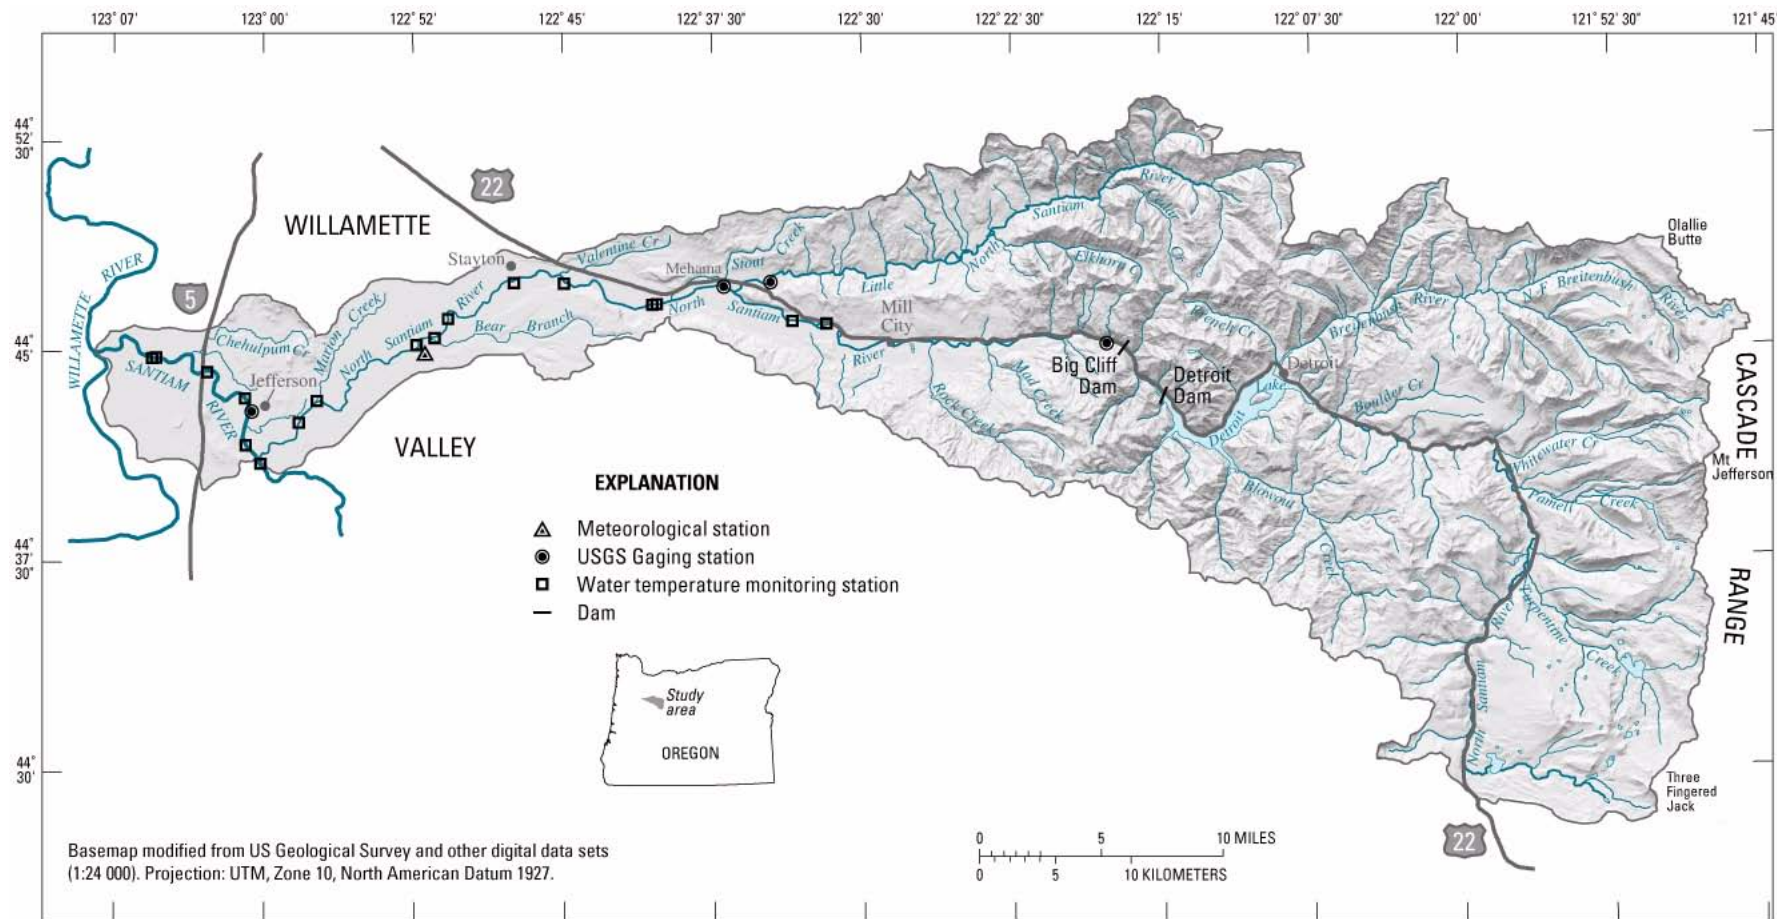 123° 07'
123° 00'
122° 52'
122° 45'
122° 37' 30"
122° 30'
122° 22' 30"
122° 15'
122° 07' 30"
122° 00'
121° 52' 30"
121° 45'
44°
52'
30"
44°
45'
44°
37'
30"
44°
30'
WILLAMETTE
VALLEY
WILLAMETTE
RIVER
5
22
22
SANTIAM
RIVER
Chehulpum Cr
Jefferson
Marion Creek
North Santiam River
Bear Branch
Stayton
Valentine Cr
Mehama
Stout Creek
North Santiam River
Little North Santiam River
Mill
City
Elkhorn C
Cedar Cr
Rock Creek
Mad Creek
Big Cliff
Dam
Detroit
Dam
Detroit Lake
Detroit
French Cr
Breitenbush River
N-F Breitenbush River
Boulder Cr
Blowout Creek
Whitewater Cr
Pamelia Creek
Turpentine Creek
North Santiam River
Olallie
Butte
Mt
Jefferson
Three
Fingered
Jack
CASCADE
RANGE
EXPLANATION
Meteorological station
USGS Gaging station
Water temperature monitoring station
Dam
Study
area
OREGON
Basemap modified from US Geological Survey and other digital data sets
(1:24 000). Projection: UTM, Zone 10, North American Datum 1927.
0 5 10 MILES
0 5 10 KILOMETERS